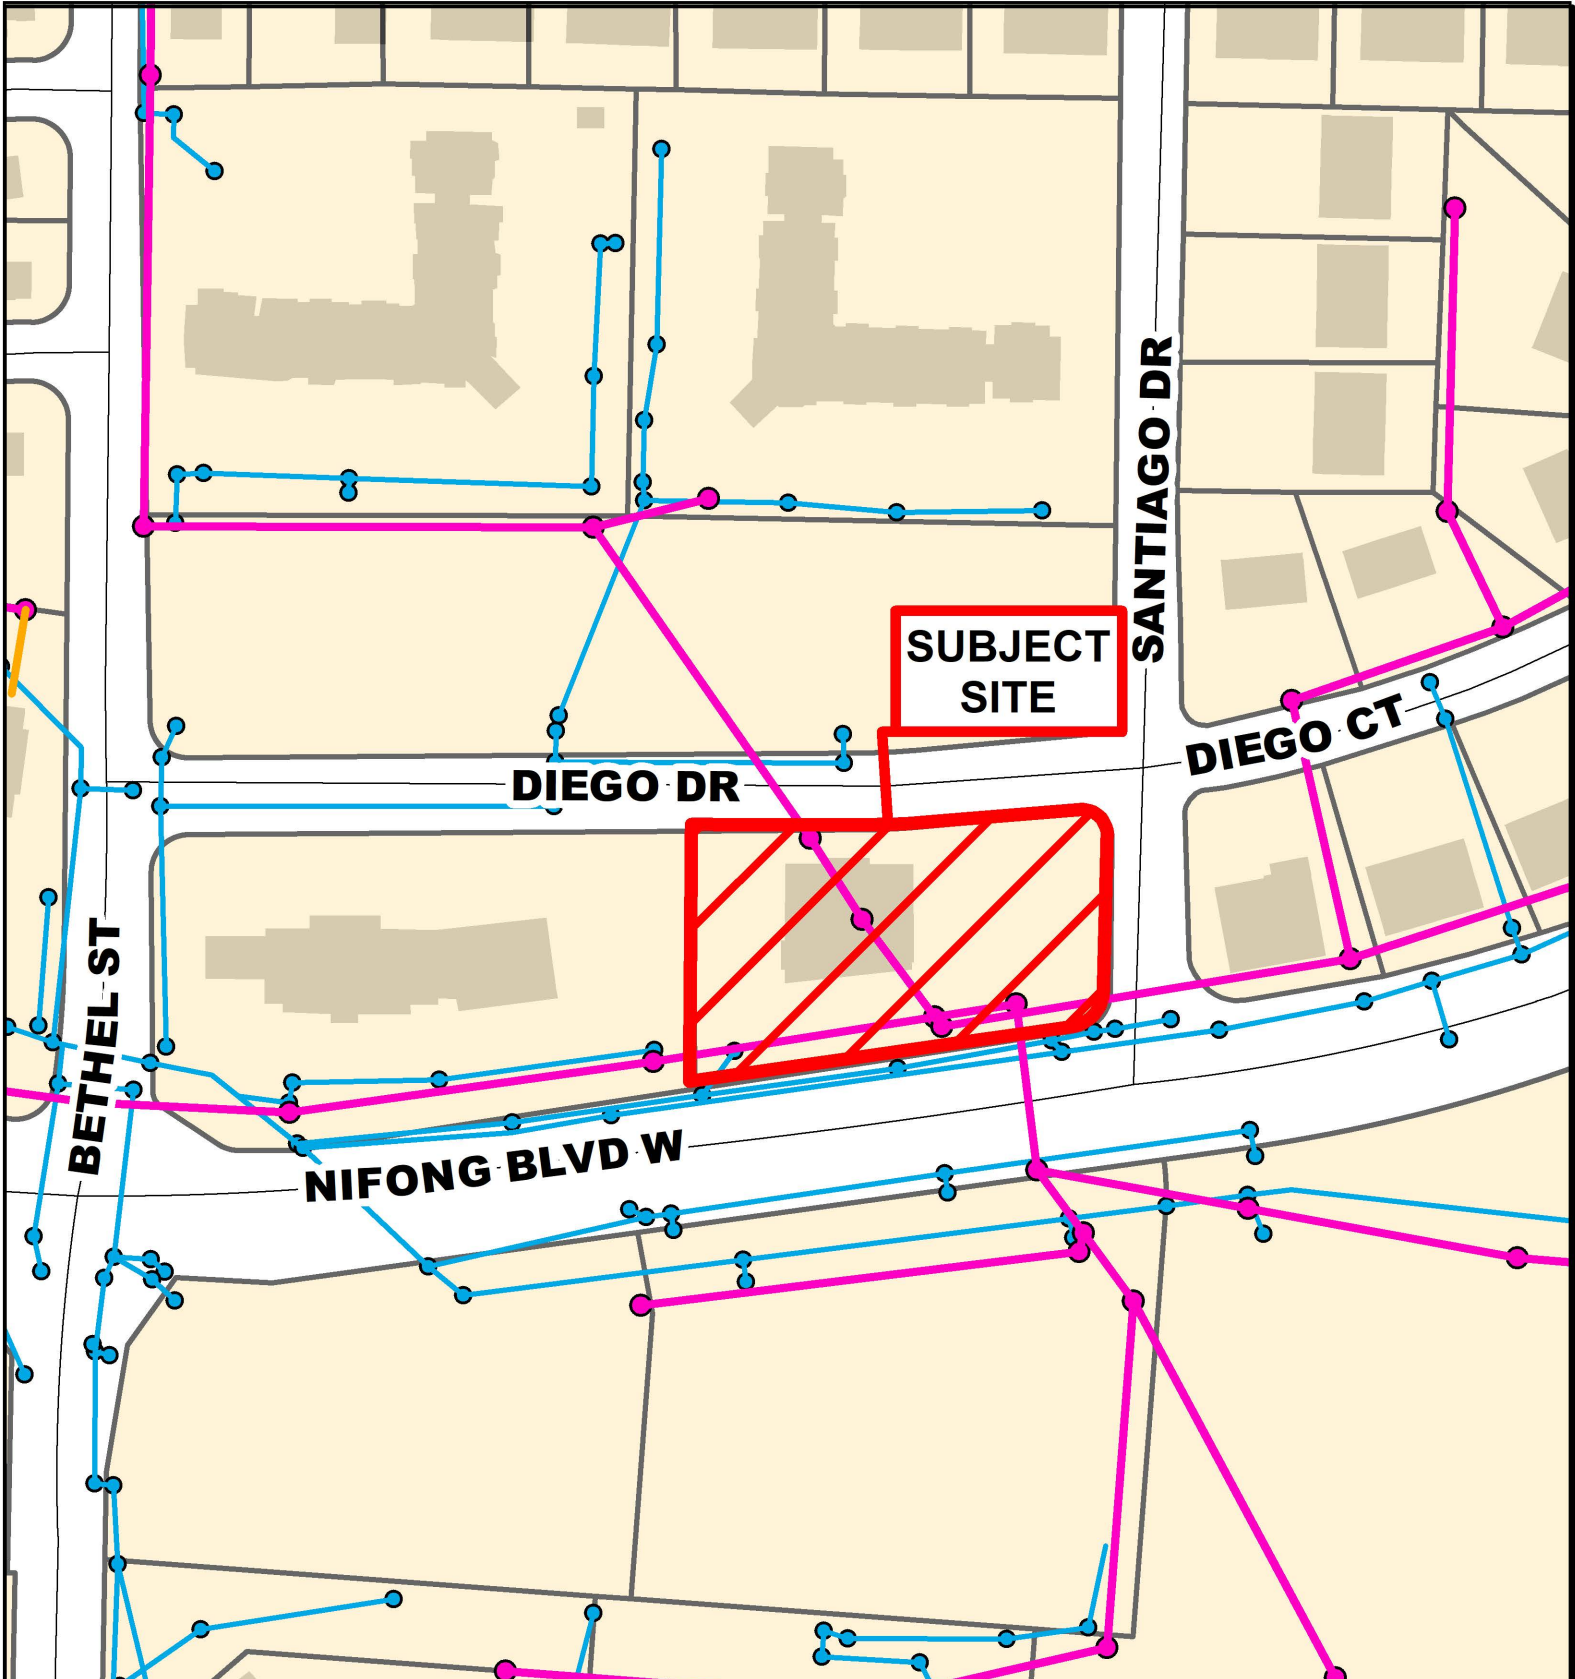 SANTIAGO DR
SUBJECT
SITE
DIEGO CT
DIEGO DR
BETHEL ST
NIFONG BLVD W